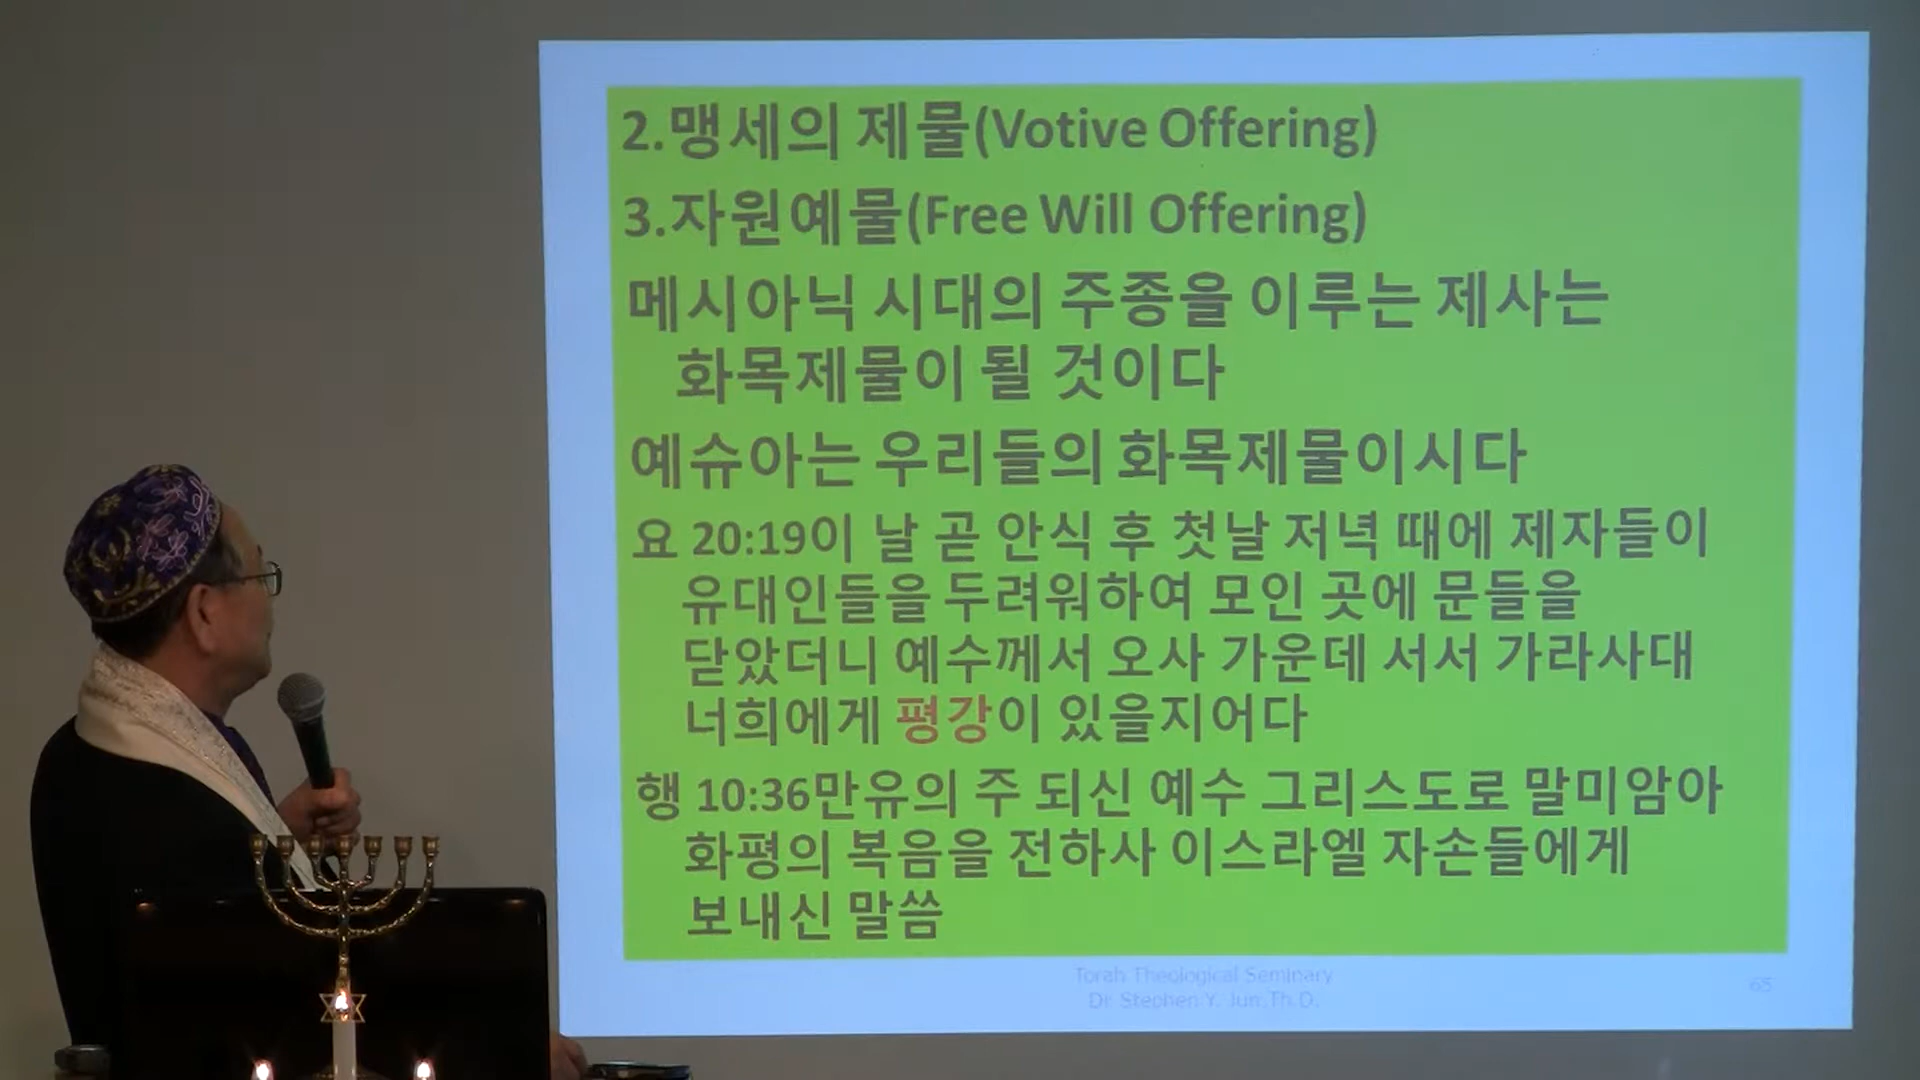 2.맹세의 제물(Votive Offering)
3.자원예물(Free Will Offering)
메시아닉 시대의 주종을 이루는 제사는
화목제물이 될 것이다
예슈아는 우리들의 화목제물이시다
요 20:19이 날 곧 안식 후 첫날 저녁 때에 제자들이
유대인들을 두려워하여 모인 곳에 문들을
닫았더니 예수께서 오사 가운데 서서 가라사대
너희에게 평강이 있을지어다
행 10:36만유의 주 되신 예수 그리스도로 말미암아
화평의 복음을 전하사 이스라엘 자손들에게
보내신 말씀
Torah Theological Seminary
Dr Stephen Y. Jun,Th.D.
65